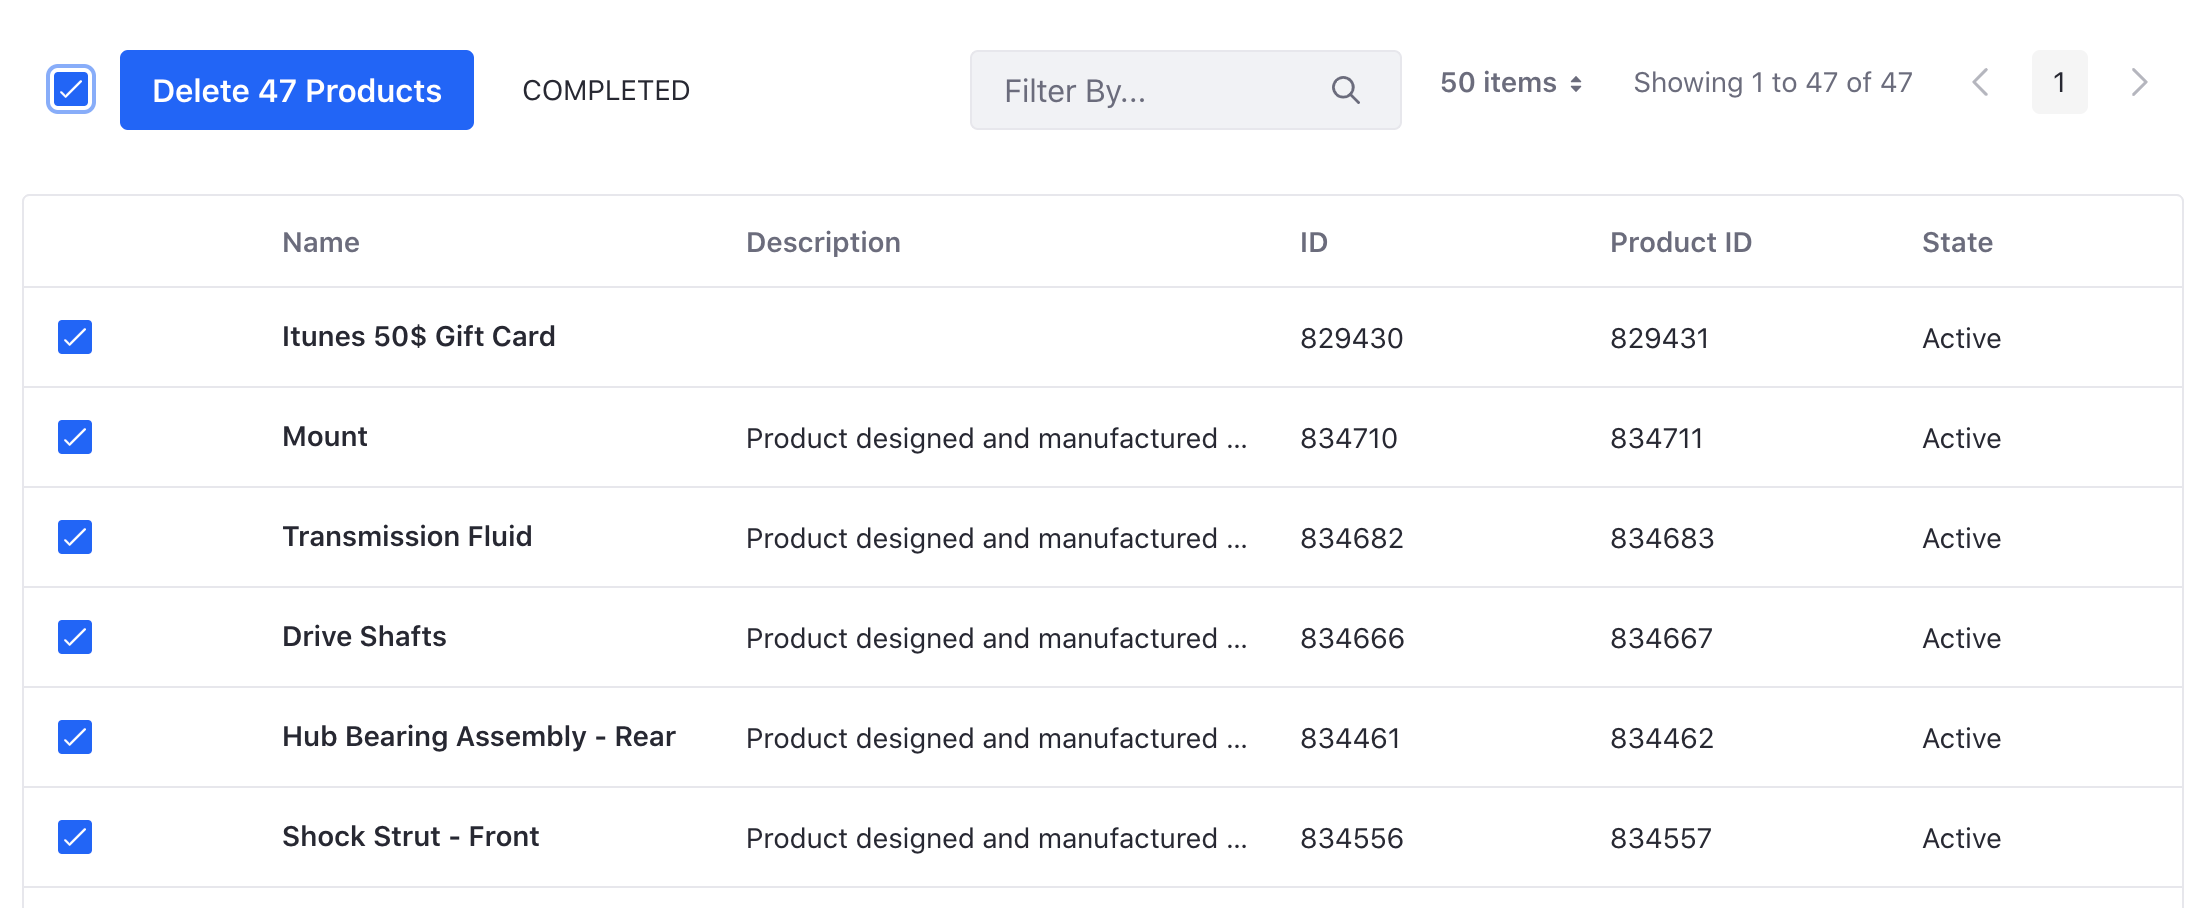 Delete 47 Products COMPLETED Filter By... 50 items Showing 1 to 47 of 47 1
Name Description ID Product ID State
Itunes 50$ Gift Card 829430 829431 Active
Mount Product designed and manufactured ... 834710 834711 Active
Transmission Fluid Product designed and manufactured ... 834682 834683 Active
Drive Shafts Product designed and manufactured ... 834666 834667 Active
Hub Bearing Assembly - Rear Product designed and manufactured ... 834461 834462 Active
Shock Strut - Front Product designed and manufactured ... 834556 834557 Active